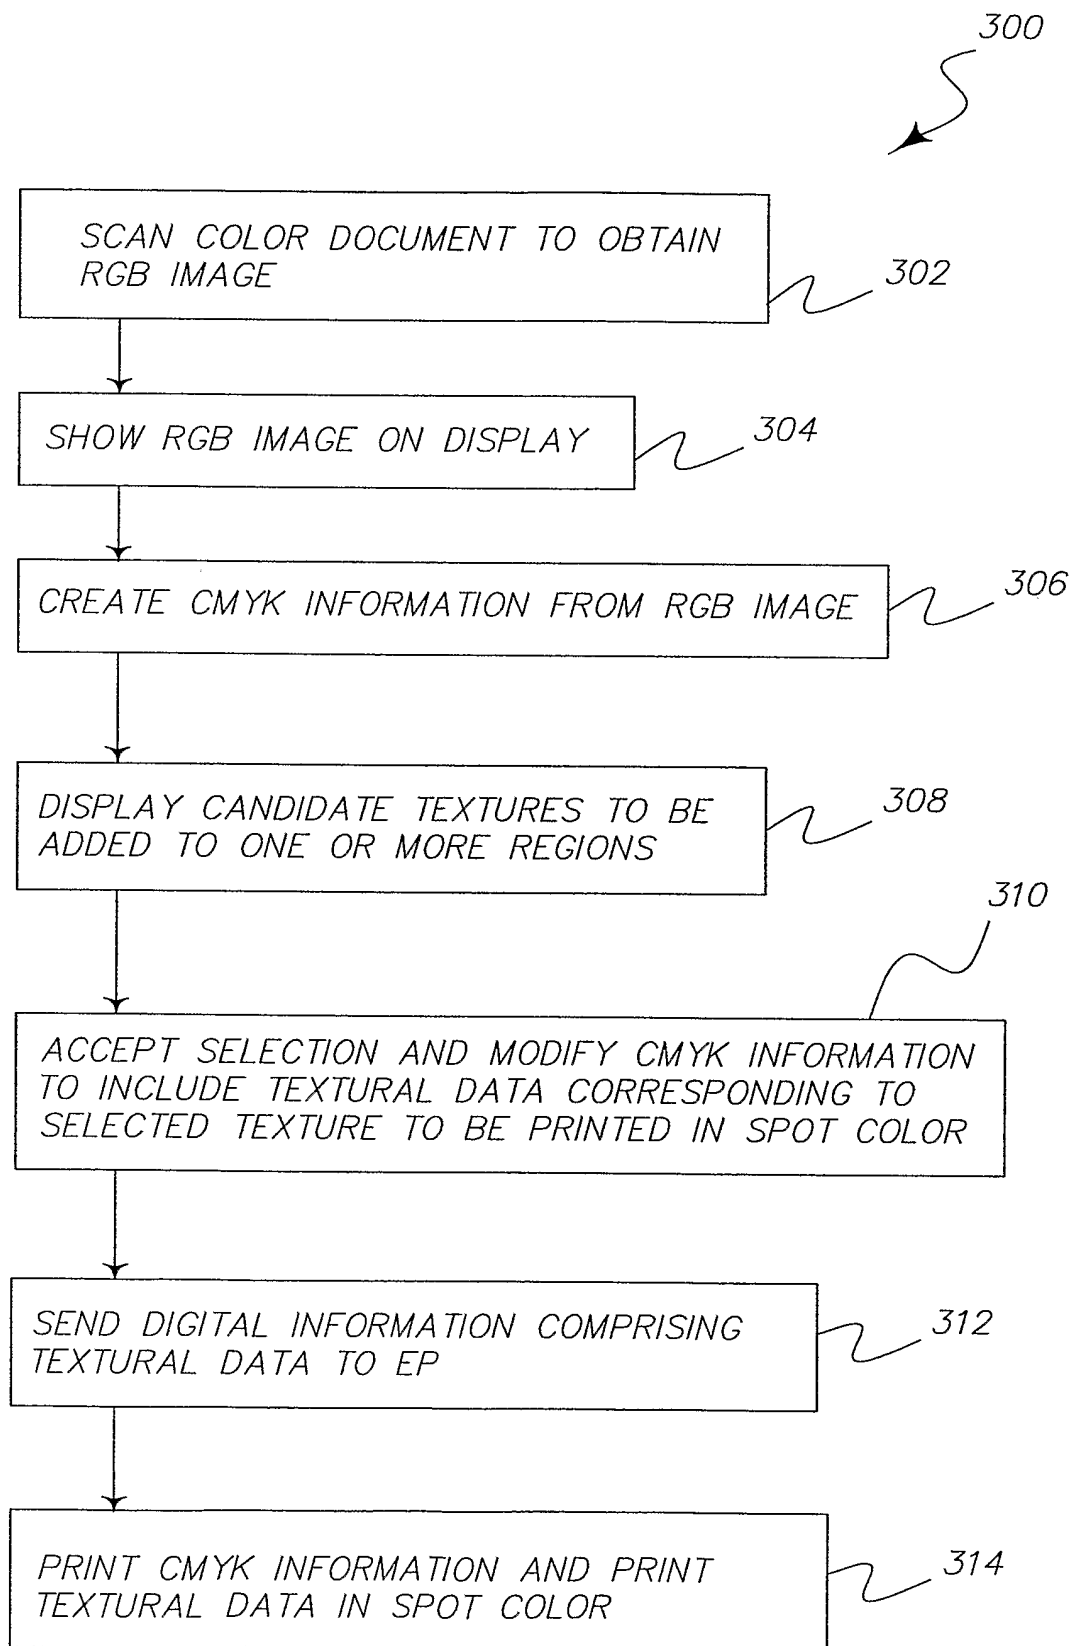 300
SCAN COLOR DOCUMENT TO OBTAIN
RGB IMAGE
302
SHOW RGB IMAGE ON DISPLAY
304
CREATE CMYK INFORMATION FROM RGB IMAGE
306
DISPLAY CANDIDATE TEXTURES TO BE
ADDED TO ONE OR MORE REGIONS
308
310
ACCEPT SELECTION AND MODIFY CMYK INFORMATION
TO INCLUDE TEXTURAL DATA CORRESPONDING TO
SELECTED TEXTURE TO BE PRINTED IN SPOT COLOR
SEND DIGITAL INFORMATION COMPRISING
TEXTURAL DATA TO EP
312
PRINT CMYK INFORMATION AND PRINT
TEXTURAL DATA IN SPOT COLOR
314